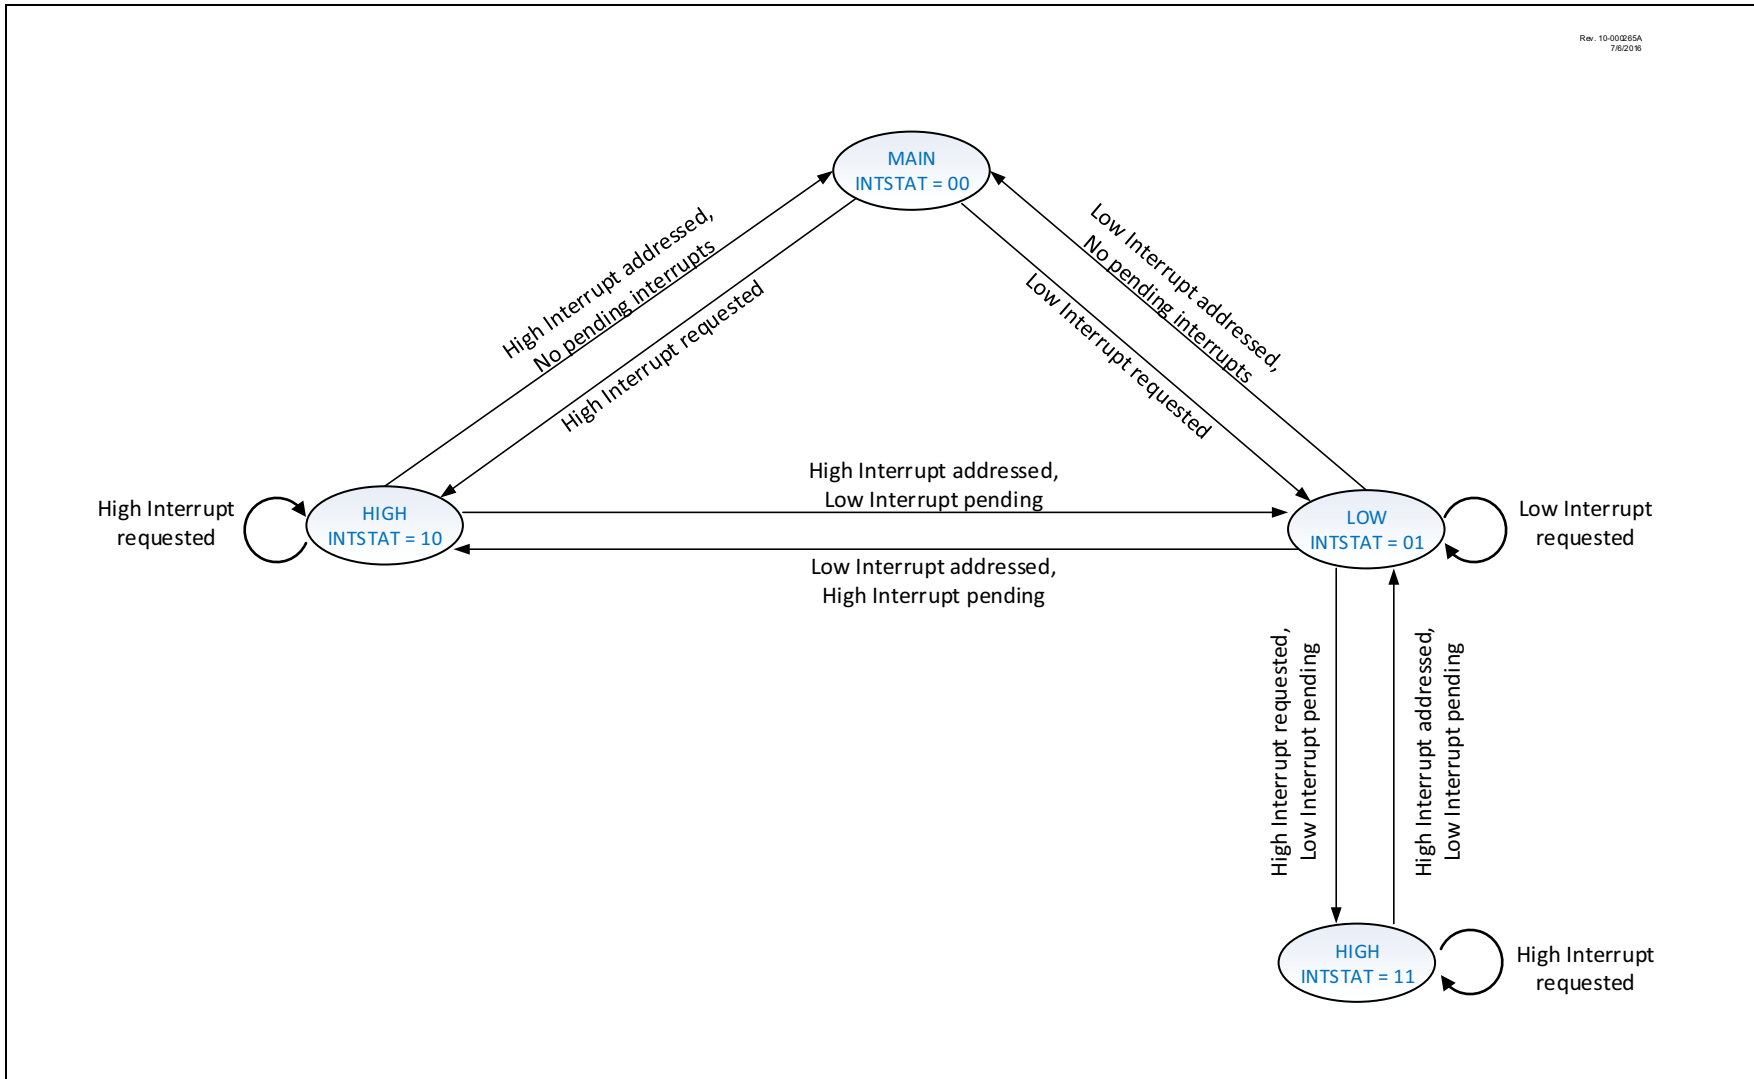 Rev. 10-000265A
7/6/2016
MAIN
INTSTAT = 00
High Interrupt addressed,
No pending interrupts
High Interrupt requested
Low Interrupt addressed,
No pending interrupts
Low Interrupt requested
High Interrupt addressed,
Low Interrupt pending
High Interrupt
requested
HIGH
INTSTAT = 10
LOW
INTSTAT = 01
Low Interrupt
requested
Low Interrupt addressed,
High Interrupt pending
High Interrupt requested,
Low Interrupt pending
High Interrupt addressed,
Low Interrupt pending
HIGH
INTSTAT = 11
High Interrupt
requested